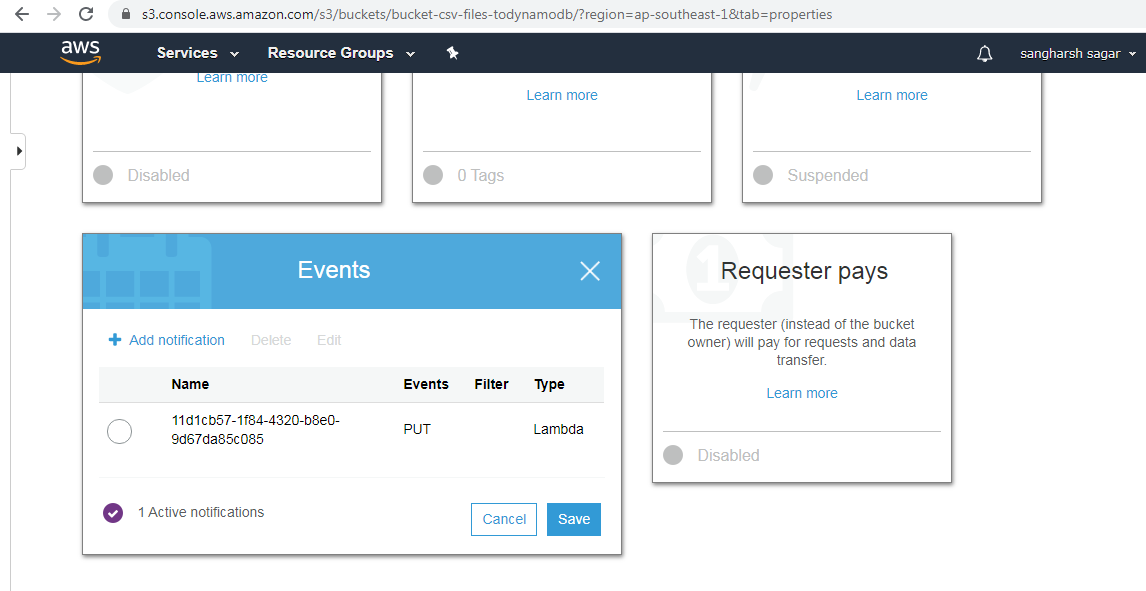 s3.console.aws.amazon.com/s3/buckets/bucket-csv-files-todynamodb/?region=ap-southeast-1&tab=properties
aws Services Resource Groups sangharsh sagar
Learn more
Learn more
Learn more
Disabled
0 Tags
Suspended
Events
Add notification Delete Edit
Name Events Filter Type
11d1cb57-1f84-4320-b8e0-
9d67da85c085
PUT
Lambda
1 Active notifications
Cancel Save
1
Requester pays
The requester (instead of the bucket
owner) will pay for requests and data
transfer.
Learn more
Disabled